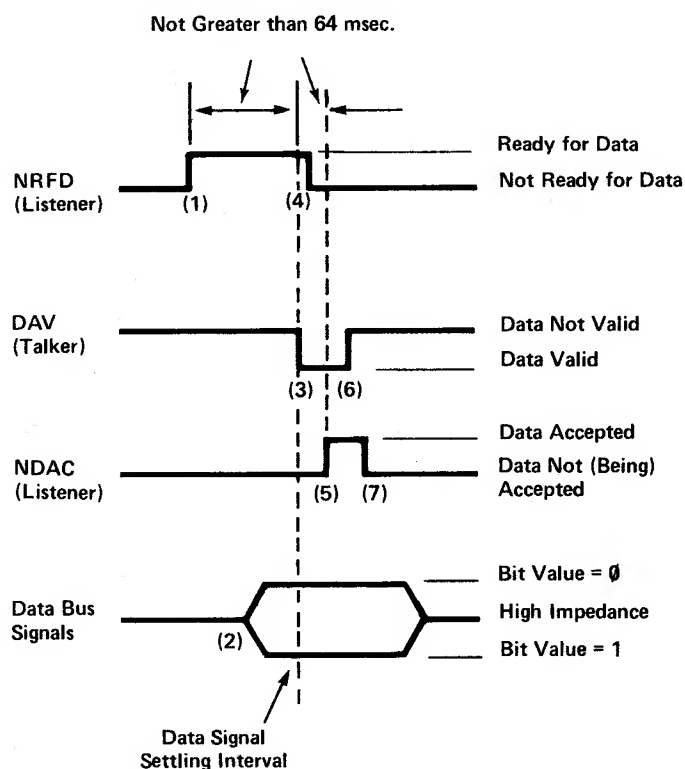 Not Greater than 64 msec.
Ready for Data
NRFD
(Listener)
Not Ready for Data
(1)
(4)
DAV
(Talker)
Data Not Valid
Data Valid
(3)
(6)
Data Accepted
NDAC
(Listener)
Data Not (Being)
Accepted
(5)
(7)
Bit Value = 0
Data Bus
Signals
High Impedance
(2)
Bit Value = 1
Data Signal
Settling Interval